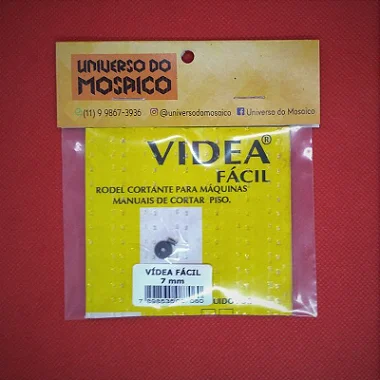 UNIVERSO DO
MOSAICO
(11) 9 9867-3936 @universodomosaico Universo do Mosaico
VIDEA®
FÁCIL
RODEL CORTANTE PARA MÁQUINAS
MANUAIS DE CORTAR PISO.
VÍDEA FÁCIL
7 mm